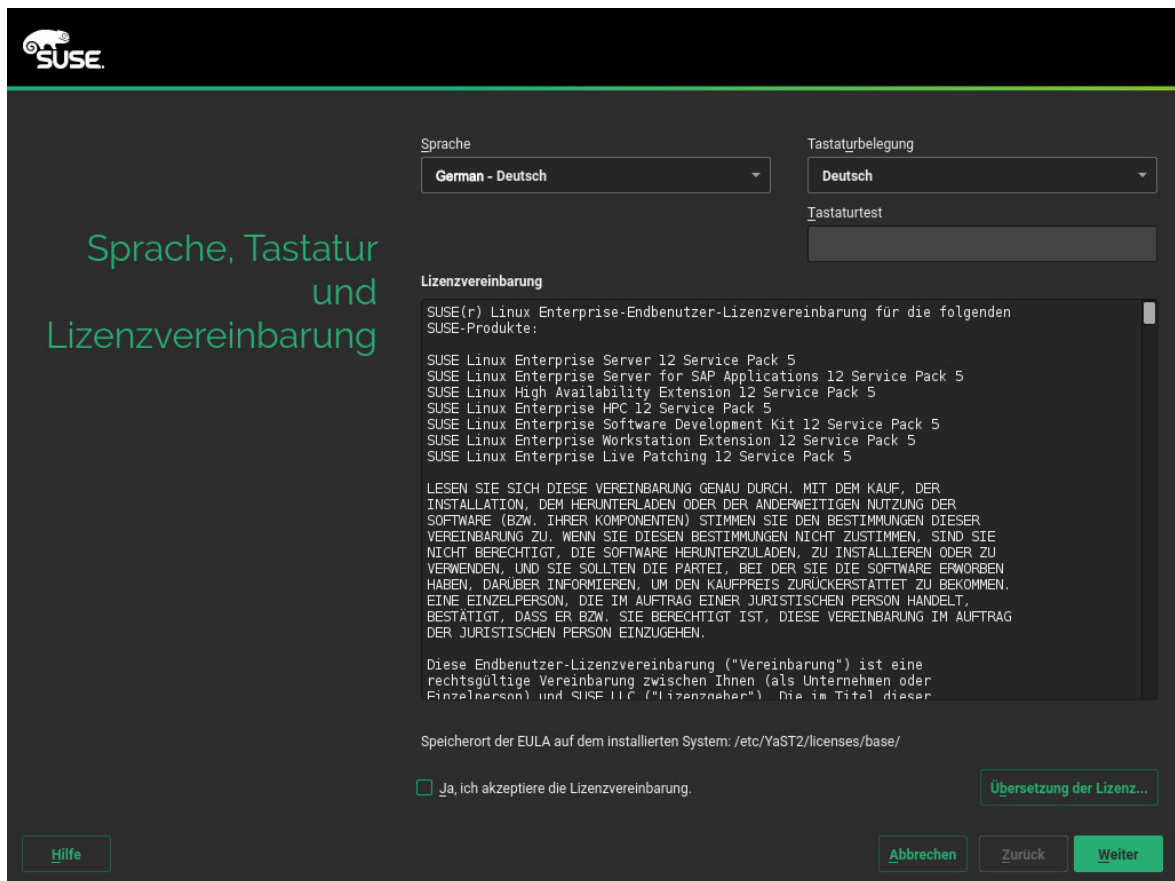 SUSE.
Sprache, Tastatur
und
Lizenzvereinbarung
Sprache
German - Deutsch
Tastaturbelegung
Deutsch
Tastaturtest
Lizenzvereinbarung
SUSE(r) Linux Enterprise-Endbenutzer-Lizenzvereinbarung für die folgenden
SUSE-Produkte:
SUSE Linux Enterprise Server 12 Service Pack 5
SUSE Linux Enterprise Server for SAP Applications 12 Service Pack 5
SUSE Linux High Availability Extension 12 Service Pack 5
SUSE Linux Enterprise HPC 12 Service Pack 5
SUSE Linux Enterprise Software Development Kit 12 Service Pack 5
SUSE Linux Enterprise Workstation Extension 12 Service Pack 5
SUSE Linux Enterprise Live Patching 12 Service Pack 5
LESEN SIE SICH DIESE VEREINBARUNG GENAU DURCH. MIT DEM KAUF, DER
INSTALLATION, DEM HERUNTERLADEN ODER DER ANDERWEITIGEN NUTZUNG DER
SOFTWARE (BZW. IHRER KOMPONENTEN) STIMMEN SIE DEN BESTIMMUNGEN DIESER
VEREINBARUNG ZU. WENN SIE DIESEN BESTIMMUNGEN NICHT ZUSTIMMEN, SIND SIE
NICHT BERECHTIGT, DIE SOFTWARE HERUNTERZULADEN, ZU INSTALLIEREN ODER ZU
VERWENDEN, UND SIE SOLLTEN DIE PARTEI, BEI DER SIE DIE SOFTWARE ERWORBEN
HABEN, DARÜBER INFORMIEREN, UM DEN KAUFPREIS ZURÜCKERSTATTET ZU BEKOMMEN.
EINE EINZELPERSON, DIE IM AUFTRAG EINER JURISTISCHEN PERSON HANDELT,
BESTÄTIGT, DASS ER BZW. SIE BERECHTIGT IST, DIESE VEREINBARUNG IM AUFTRAG
DER JURISTISCHEN PERSON EINZUGEHEN.
Diese Endbenutzer-Lizenzvereinbarung ("Vereinbarung") ist eine
rechtsgültige Vereinbarung zwischen Ihnen (als Unternehmen oder
Einzelperson) und SUSE LLC ("Lizenzgeber"). Die im Titel dieser
Speicherort der EULA auf dem installierten System: /etc/YaST2/licenses/base/
Ja, ich akzeptiere die Lizenzvereinbarung.
Übersetzung der Lizenz...
Hilfe
Abbrechen
Zurück
Weiter